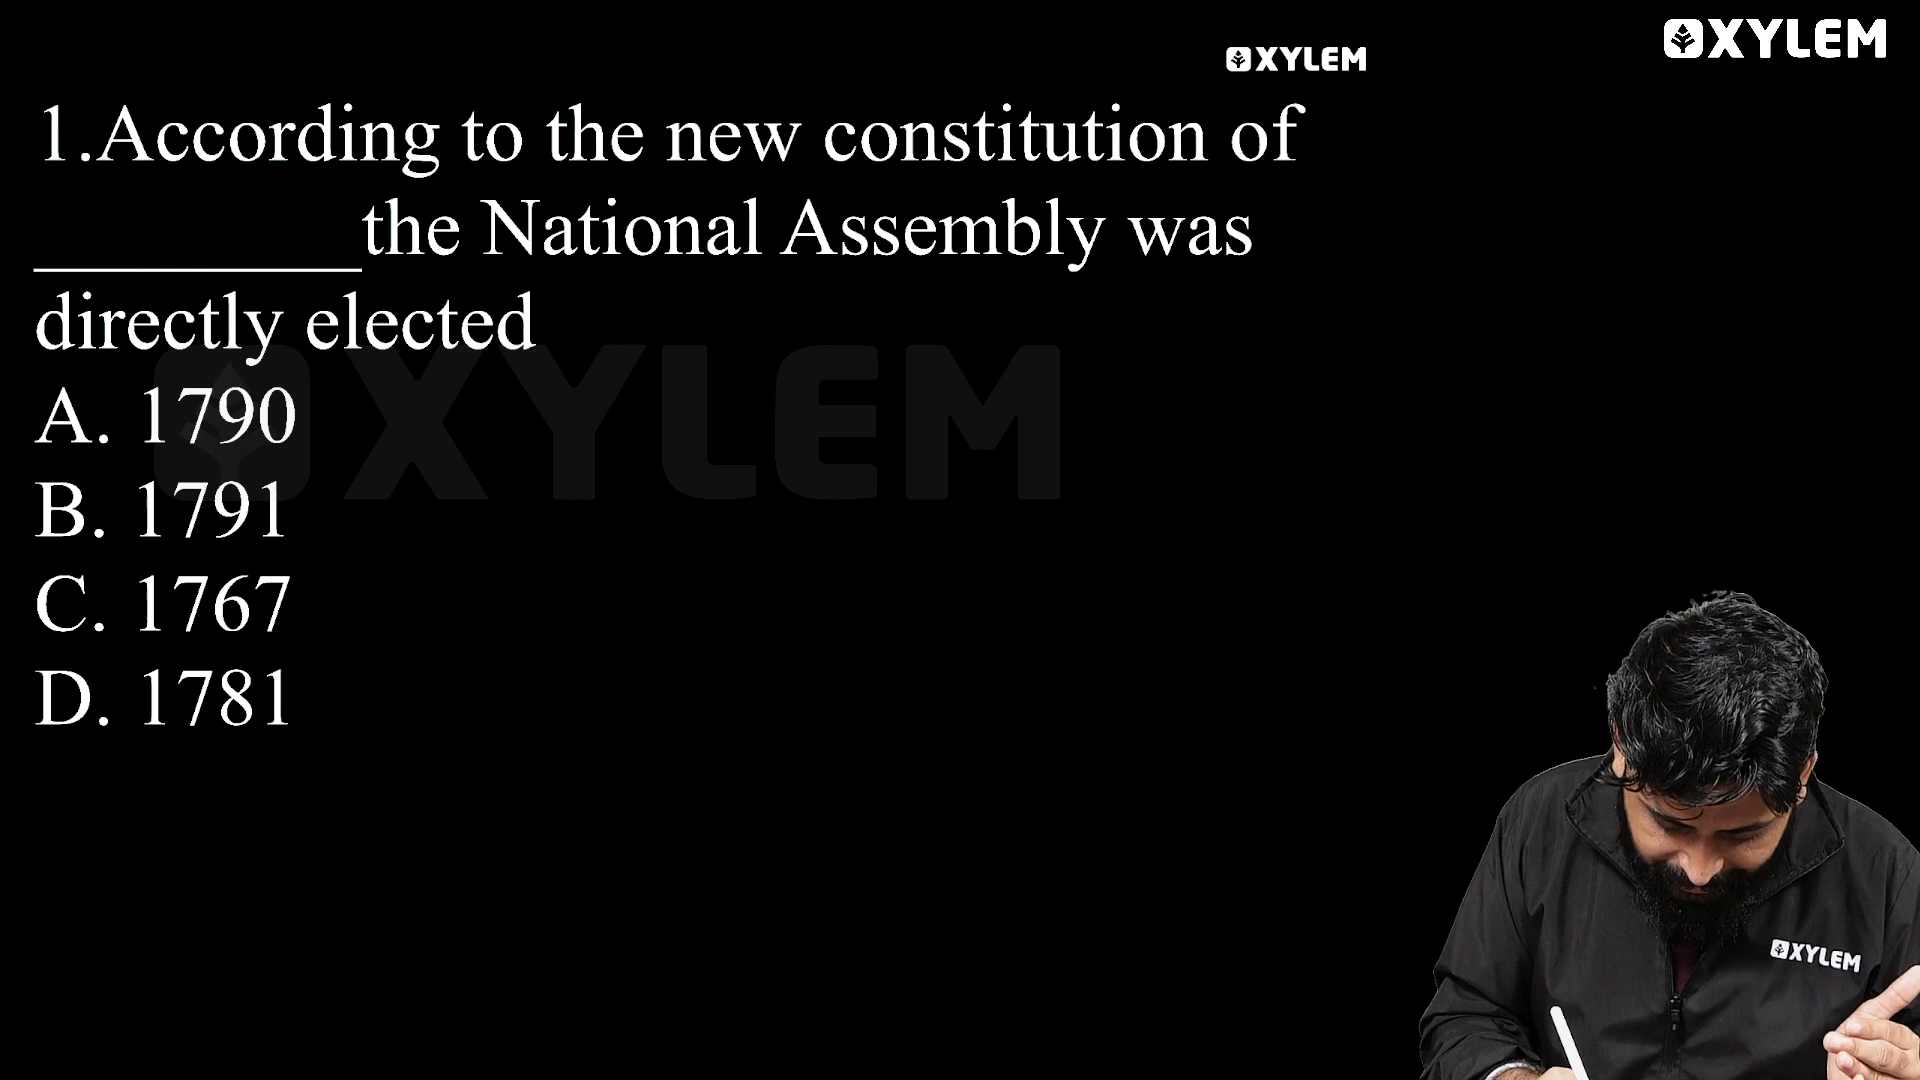 XYLEM
XYLEM
1.According to the new constitution of
_________the National Assembly was
directly elected
XYLEM
A. 1790
B. 1791
C. 1767
D. 1781
XYLEM